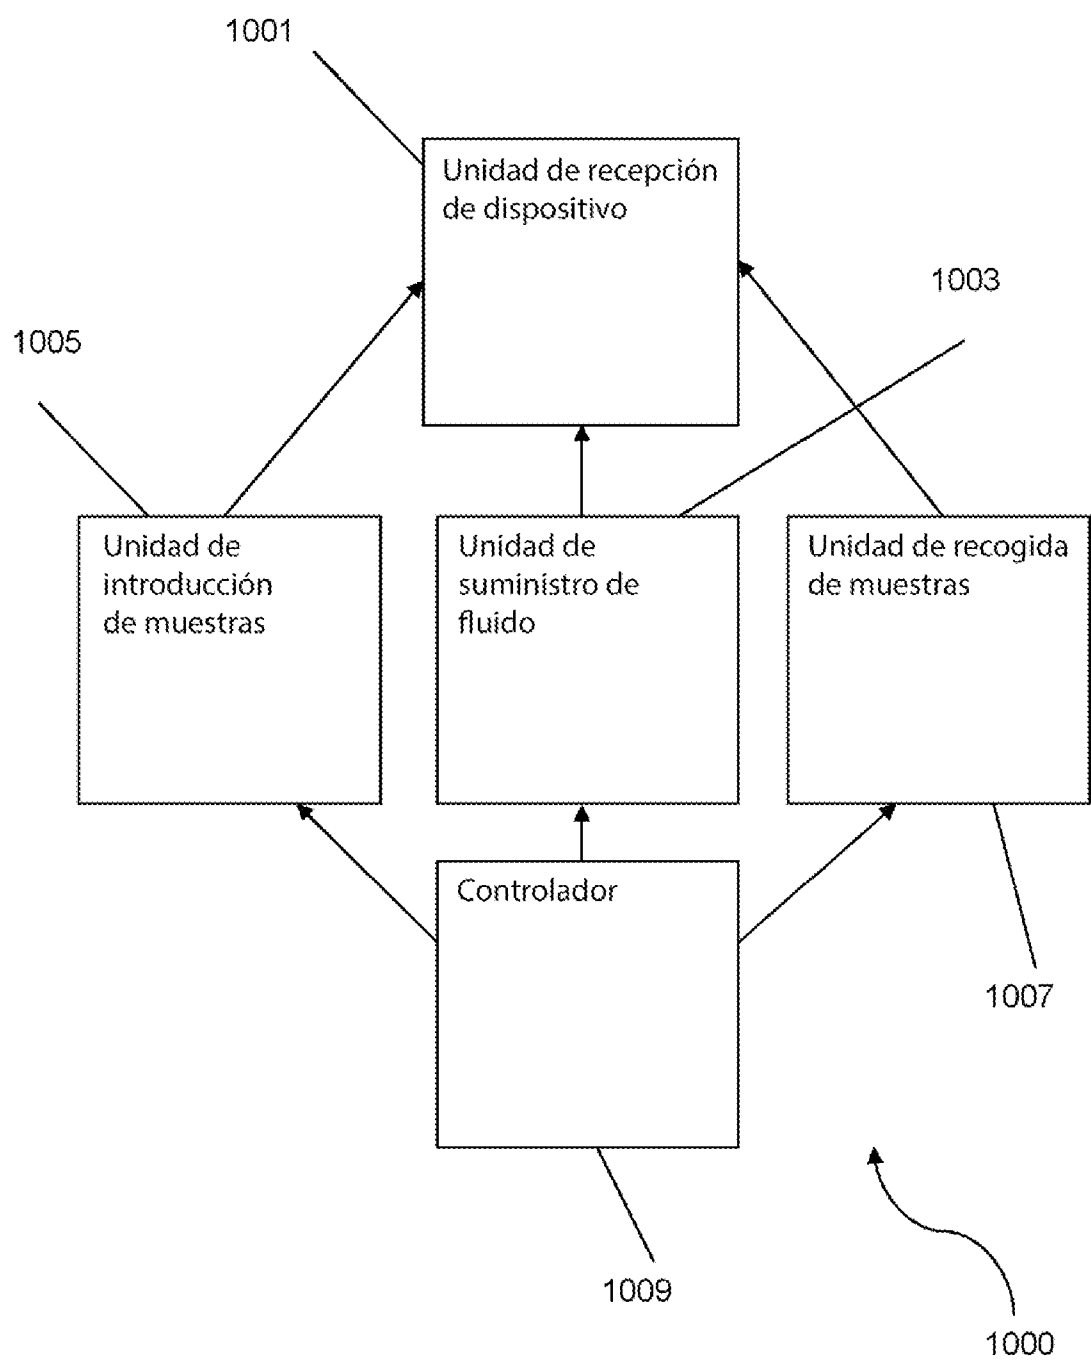 1001
Unidad de recepción
de dispositivo
1003
1005
Unidad de
introducción
de muestras
Unidad de
suministro de
fluido
Unidad de recogida
de muestras
Controlador
1007
1009
1000